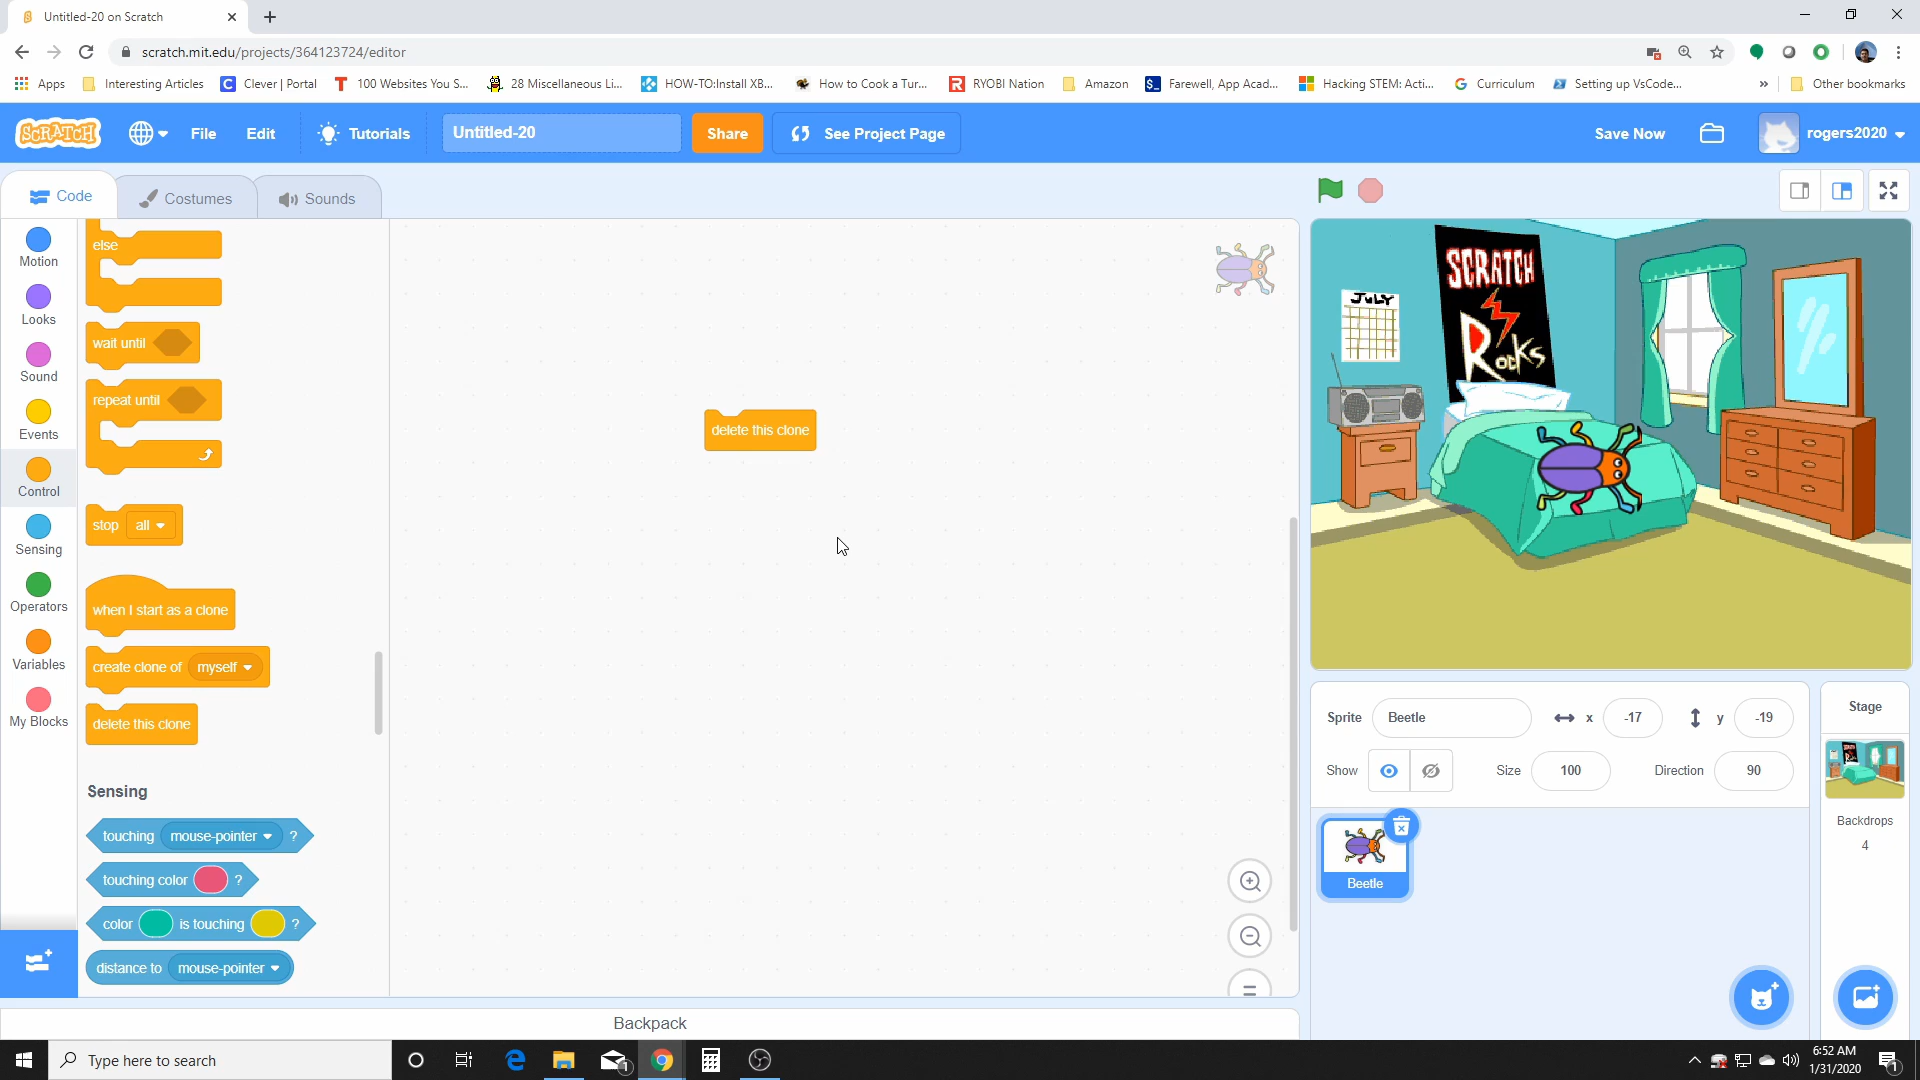 Untitled-20 on Scratch
scratch.mit.edu/projects/364123724/editor
Apps
Interesting Articles
Clever | Portal
100 Websites You S...
28 Miscellaneous Li...
HOW-TO:Install XB...
How to Cook a Tur...
RYOBI Nation
Amazon
Farewell, App Acad...
Hacking STEM: Acti...
Curriculum
Setting up VsCode...
»
Other bookmarks
SCRATCH
File
Edit
Tutorials
Untitled-20
Share
See Project Page
Save Now
rogers2020
Code
Costumes
Sounds
Motion
Looks
Sound
Events
Control
Sensing
Operators
Variables
My Blocks
else
wait until
repeat until
stop all
when I start as a clone
create clone of myself
delete this clone
Sensing
touching mouse-pointer ?
touching color ?
color is touching ?
distance to mouse-pointer
delete this clone
JULY
SCRATCH
Rocks
Sprite Beetle x -17 y -19
Show Size 100 Direction 90
Beetle
Stage
Backdrops
4
Backpack
Type here to search
1
6:52 AM
1/31/2020
1